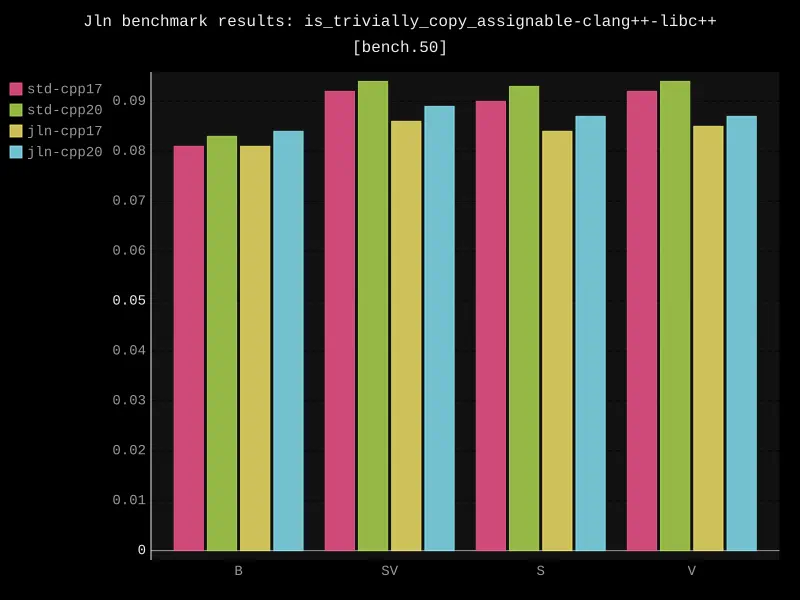 Jln benchmark results: is_trivially_copy_assignable-clang++-libc++
[bench.50]
std-cpp17
std-cpp20
jln-cpp17
jln-cpp20
0.09
0.08
0.07
0.06
0.05
0.04
0.03
0.02
0.01
0
B SV S V